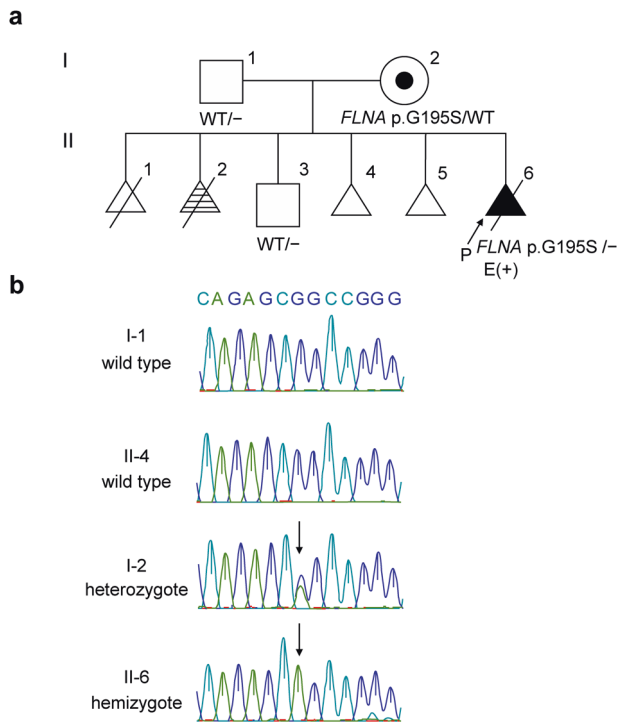 a
I
1
2
WT/–
FLNA p.G195S/WT
II
1
2
3
4
5
6
WT/–
P
FLNA p.G195S /–
E(+)
b
CAGAGCGGCCGGG
I-1
wild type
II-4
wild type
I-2
heterozygote
II-6
hemizygote